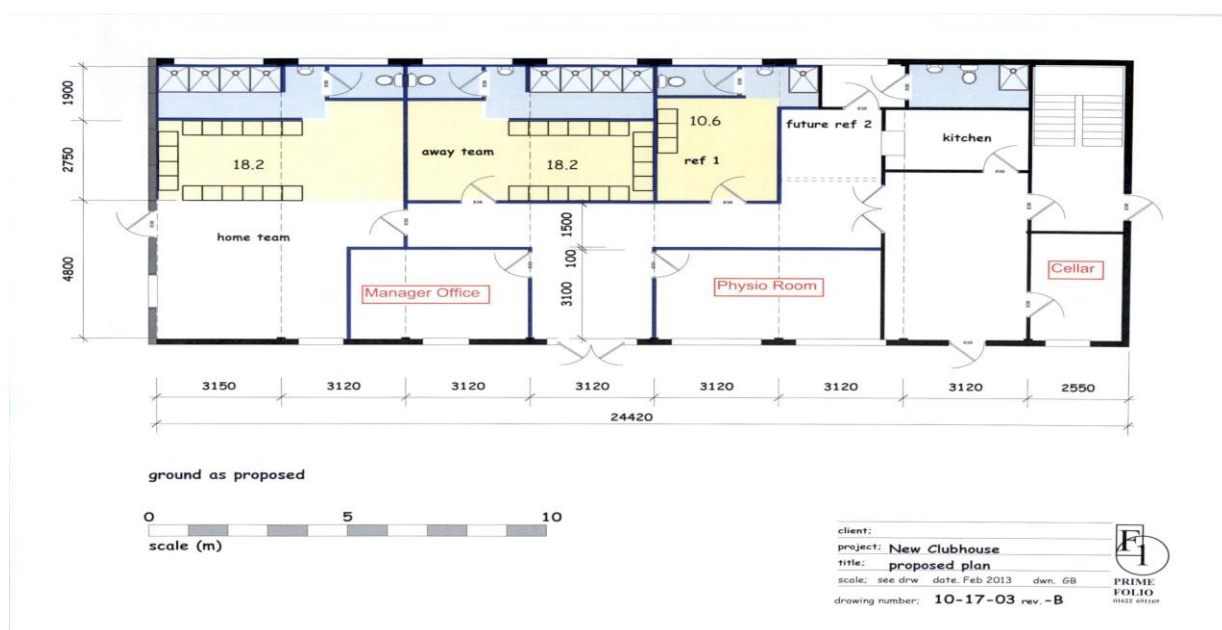 1900
2750
4800
18.2
home team
away team
18.2
10.6
ref 1
future ref 2
kitchen
1500
100
3100
Manager Office
Physio Room
Cellar
3150 3120 3120 3120 3120 3120 3120 2550
24420
ground as proposed
0 5 10
scale (m)
client;
project; New Clubhouse
title; proposed plan
scale; see drw date. Feb 2013 dwn. GB
drawing number; 10-17-03 rev.-B
F1
PRIME
FOLIO
01622 691169